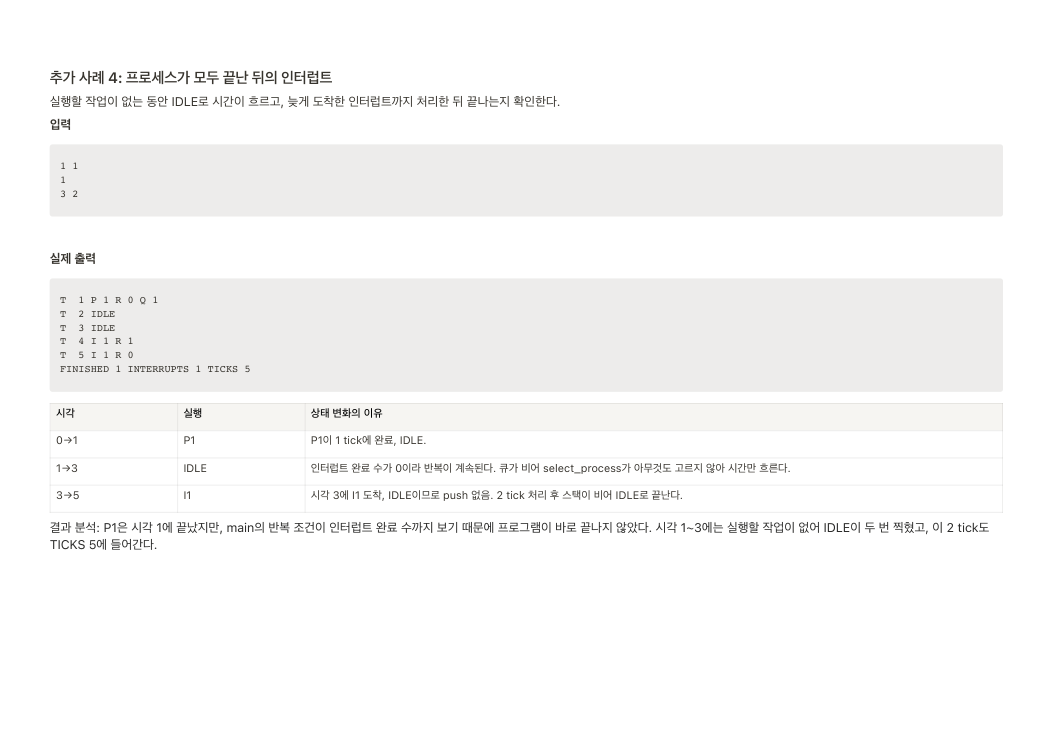 추가 사례 4: 프로세스가 모두 끝난 뒤의 인터럽트
실행할 작업이 없는 동안 IDLE로 시간이 흐르고, 늦게 도착한 인터럽트까지 처리한 뒤 끝나는지 확인한다.
입력
1 1
1
3 2
실제 출력
T  1 P 1 R 0 Q 1
T  2 IDLE
T  3 IDLE
T  4 I 1 R 1
T  5 I 1 R 0
FINISHED 1 INTERRUPTS 1 TICKS 5
시각 실행 상태 변화의 이유
0→1 P1 P1이 1 tick에 완료, IDLE.
1→3 IDLE 인터럽트 완료 수가 0이라 반복이 계속된다. 큐가 비어 select_process가 아무것도 고르지 않아 시간만 흐른다.
3→5 I1 시각 3에 I1 도착, IDLE이므로 push 없음. 2 tick 처리 후 스택이 비어 IDLE로 끝난다.
결과 분석: P1은 시각 1에 끝났지만, main의 반복 조건이 인터럽트 완료 수까지 보기 때문에 프로그램이 바로 끝나지 않았다. 시각 1~3에는 실행할 작업이 없어 IDLE이 두 번 찍혔고, 이 2 tick도
TICKS 5에 들어간다.